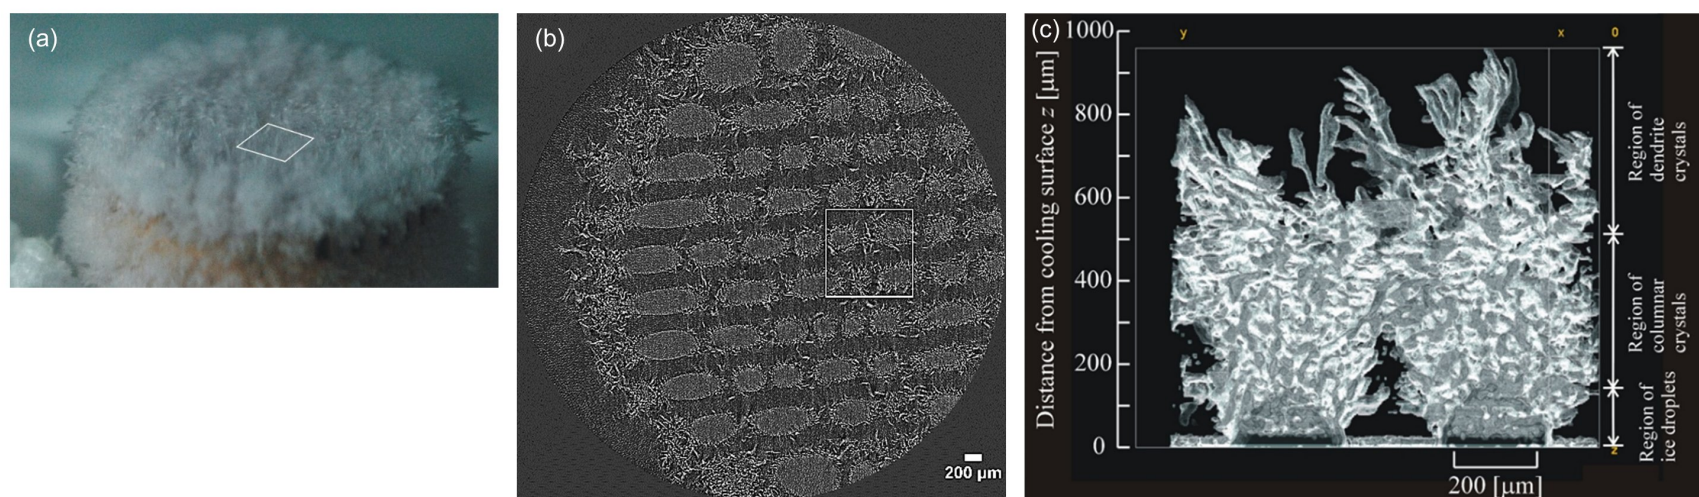 (a)
(b)
200 µm
(c)
Distance from cooling surface z [µm]
1000
800
600
400
200
0
y
x
0
z
Region of
dendrite
crystals
Region of
columnar
crystals
Region of
ice droplets
200 [µm]